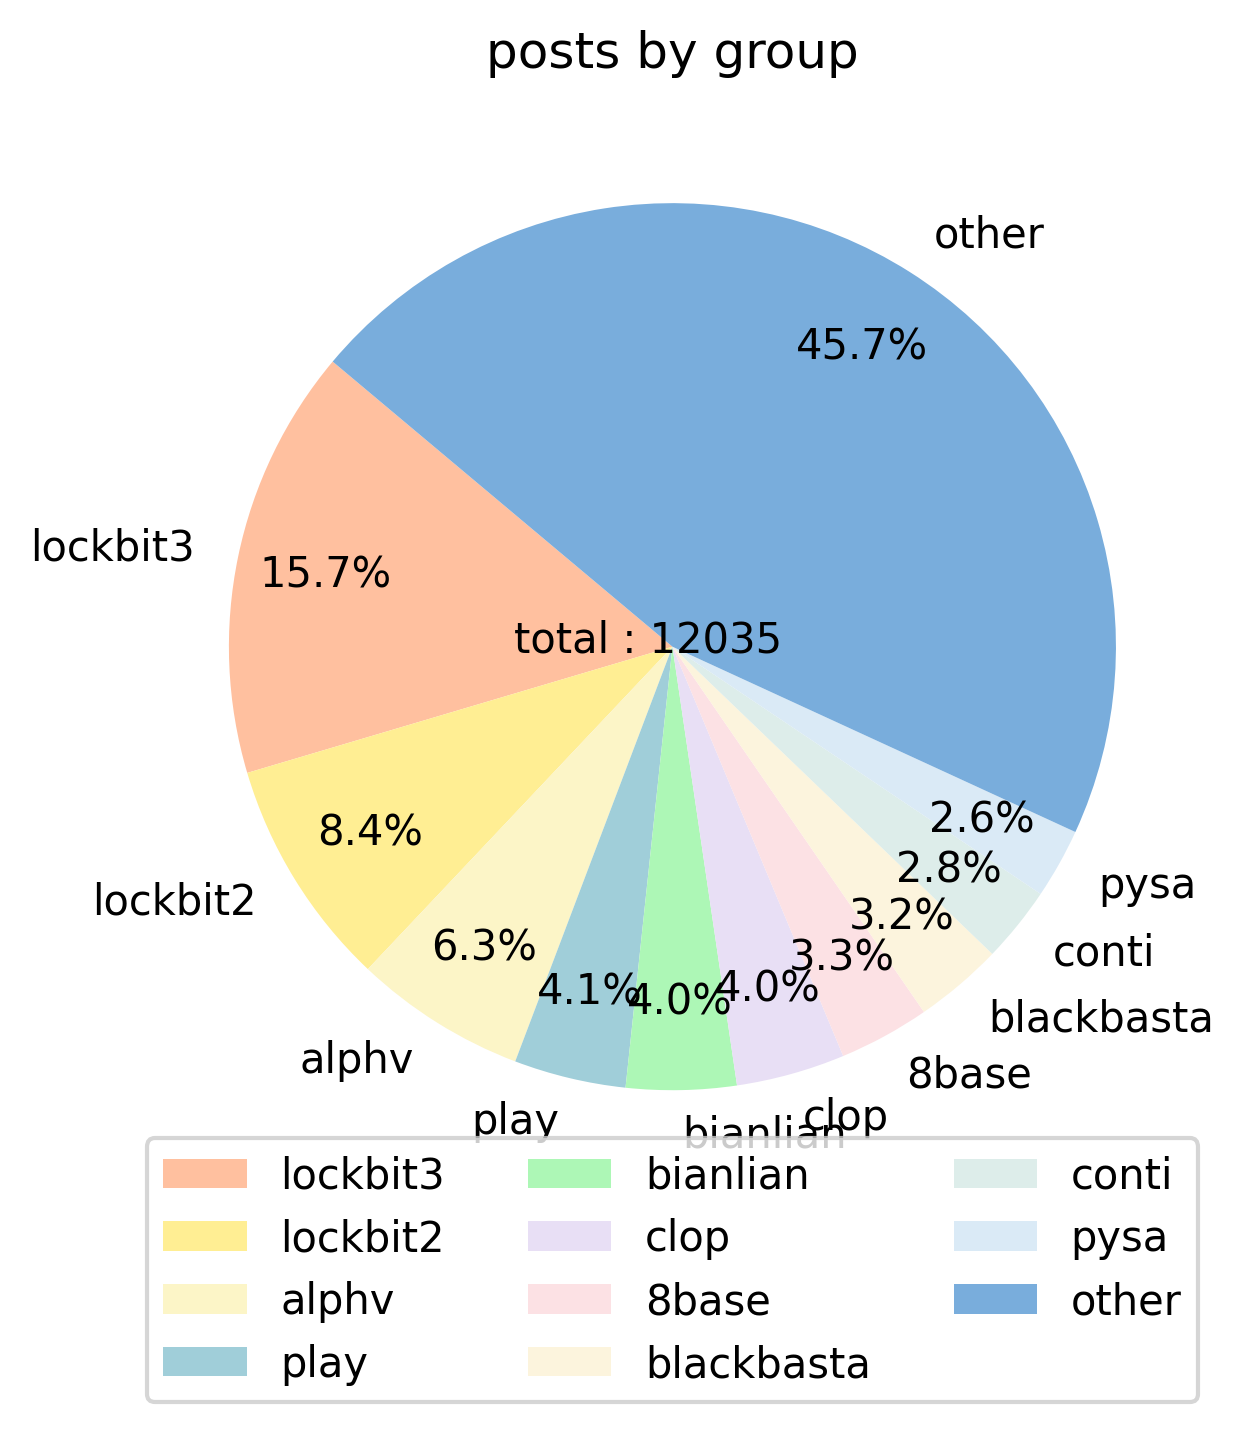 posts by group
other
45.7%
lockbit3
15.7%
total : 12035
8.4%
lockbit2
6.3%
alphv
4.1%
play
4.0%
bianlian
4.0%
clop
3.3%
8base
3.2%
blackbasta
2.8%
conti
2.6%
pysa
lockbit3
lockbit2
alphv
play
bianlian
clop
8base
blackbasta
conti
pysa
other